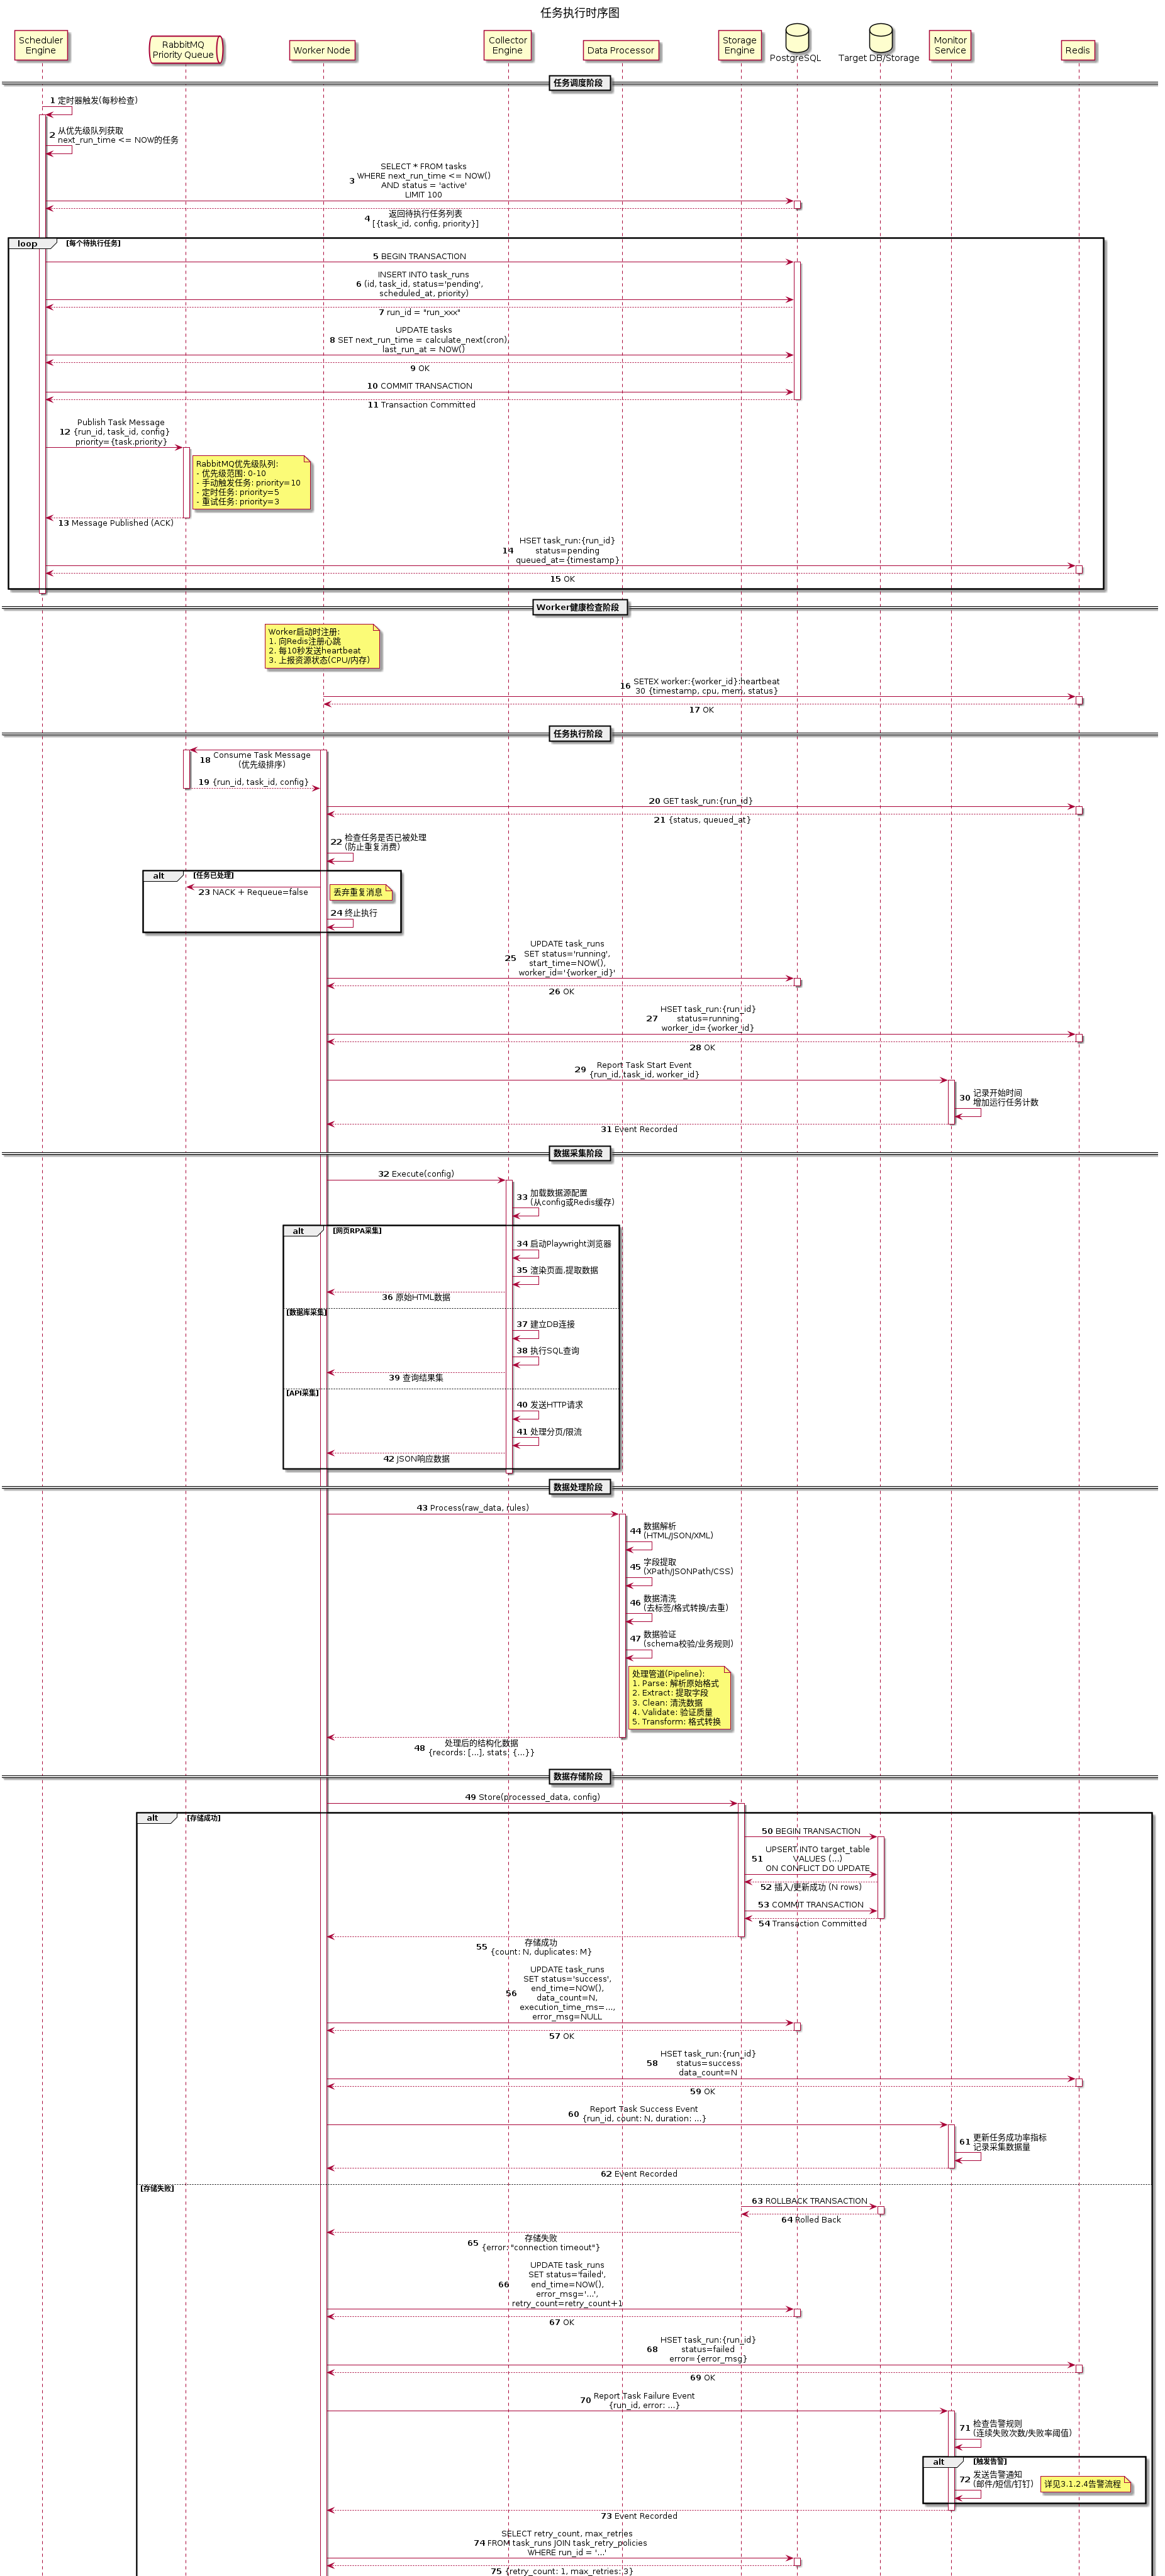 任务执行时序图
Scheduler
Engine
RabbitMQ
Priority Queue
Worker Node
Collector
Engine
Data Processor
Storage
Engine
PostgreSQL
Target DB/Storage
Monitor
Service
Redis
任务调度阶段
1 定时器触发(每秒检查)
2 从优先级队列获取
next_run_time <= NOW的任务
3 SELECT * FROM tasks
WHERE next_run_time <= NOW()
AND status = 'active'
LIMIT 100
4 返回待执行任务列表
[{task_id, config, priority}]
loop [每个待执行任务]
5 BEGIN TRANSACTION
6 INSERT INTO task_runs
(id, task_id, status='pending',
scheduled_at, priority)
7 run_id = "run_xxx"
8 UPDATE tasks
SET next_run_time = calculate_next(cron),
last_run_at = NOW()
9 OK
10 COMMIT TRANSACTION
11 Transaction Committed
12 Publish Task Message
{run_id, task_id, config}
priority={task.priority}
RabbitMQ优先级队列:
- 优先级范围: 0-10
- 手动触发任务: priority=10
- 定时任务: priority=5
- 重试任务: priority=3
13 Message Published (ACK)
14 HSET task_run:{run_id}
status=pending
queued_at={timestamp}
15 OK
Worker健康检查阶段
Worker启动时注册:
1. 向Redis注册心跳
2. 每10秒发送heartbeat
3. 上报资源状态(CPU/内存)
16 SETEX worker:{worker_id}:heartbeat
30 {timestamp, cpu, mem, status}
17 OK
任务执行阶段
18 Consume Task Message
(优先级排序)
19 {run_id, task_id, config}
20 GET task_run:{run_id}
21 {status, queued_at}
22 检查任务是否已被处理
(防止重复消费)
alt [任务已处理]
23 NACK + Requeue=false
丢弃重复消息
24 终止执行
25 UPDATE task_runs
SET status='running',
start_time=NOW(),
worker_id='{worker_id}'
26 OK
27 HSET task_run:{run_id}
status=running
worker_id={worker_id}
28 OK
29 Report Task Start Event
{run_id, task_id, worker_id}
30 记录开始时间
增加运行任务计数
31 Event Recorded
数据采集阶段
32 Execute(config)
33 加载数据源配置
(从config或Redis缓存)
alt [网页RPA采集]
34 启动Playwright浏览器
35 渲染页面,提取数据
36 原始HTML数据
[数据库采集]
37 建立DB连接
38 执行SQL查询
39 查询结果集
[API采集]
40 发送HTTP请求
41 处理分页/限流
42 JSON响应数据
数据处理阶段
43 Process(raw_data, rules)
44 数据解析
(HTML/JSON/XML)
45 字段提取
(XPath/JSONPath/CSS)
46 数据清洗
(去标签/格式转换/去重)
47 数据验证
(schema校验/业务规则)
处理管道(Pipeline):
1. Parse: 解析原始格式
2. Extract: 提取字段
3. Clean: 清洗数据
4. Validate: 验证质量
5. Transform: 格式转换
48 处理后的结构化数据
{records: [...], stats: {...}}
数据存储阶段
49 Store(processed_data, config)
alt [存储成功]
50 BEGIN TRANSACTION
51 UPSERT INTO target_table
VALUES (...)
ON CONFLICT DO UPDATE
52 插入/更新成功 (N rows)
53 COMMIT TRANSACTION
54 Transaction Committed
55 存储成功
{count: N, duplicates: M}
56 UPDATE task_runs
SET status='success',
end_time=NOW(),
data_count=N,
execution_time_ms=...,
error_msg=NULL
57 OK
58 HSET task_run:{run_id}
status=success
data_count=N
59 OK
60 Report Task Success Event
{run_id, count: N, duration: ...}
61 更新任务成功率指标
记录采集数据量
62 Event Recorded
[存储失败]
63 ROLLBACK TRANSACTION
64 Rolled Back
65 存储失败
{error: "connection timeout"}
66 UPDATE task_runs
SET status='failed',
end_time=NOW(),
error_msg='...',
retry_count=retry_count+1
67 OK
68 HSET task_run:{run_id}
status=failed
error={error_msg}
69 OK
70 Report Task Failure Event
{run_id, error: ...}
71 检查告警规则
(连续失败次数/失败率阈值)
alt [触发告警]
72 发送告警通知
(邮件/短信/钉钉)
详见3.1.2.4告警流程
73 Event Recorded
74 SELECT retry_count, max_retries
FROM task_runs JOIN task_retry_policies
WHERE run_id = '...'
75 {retry_count: 1, max_retries: 3}